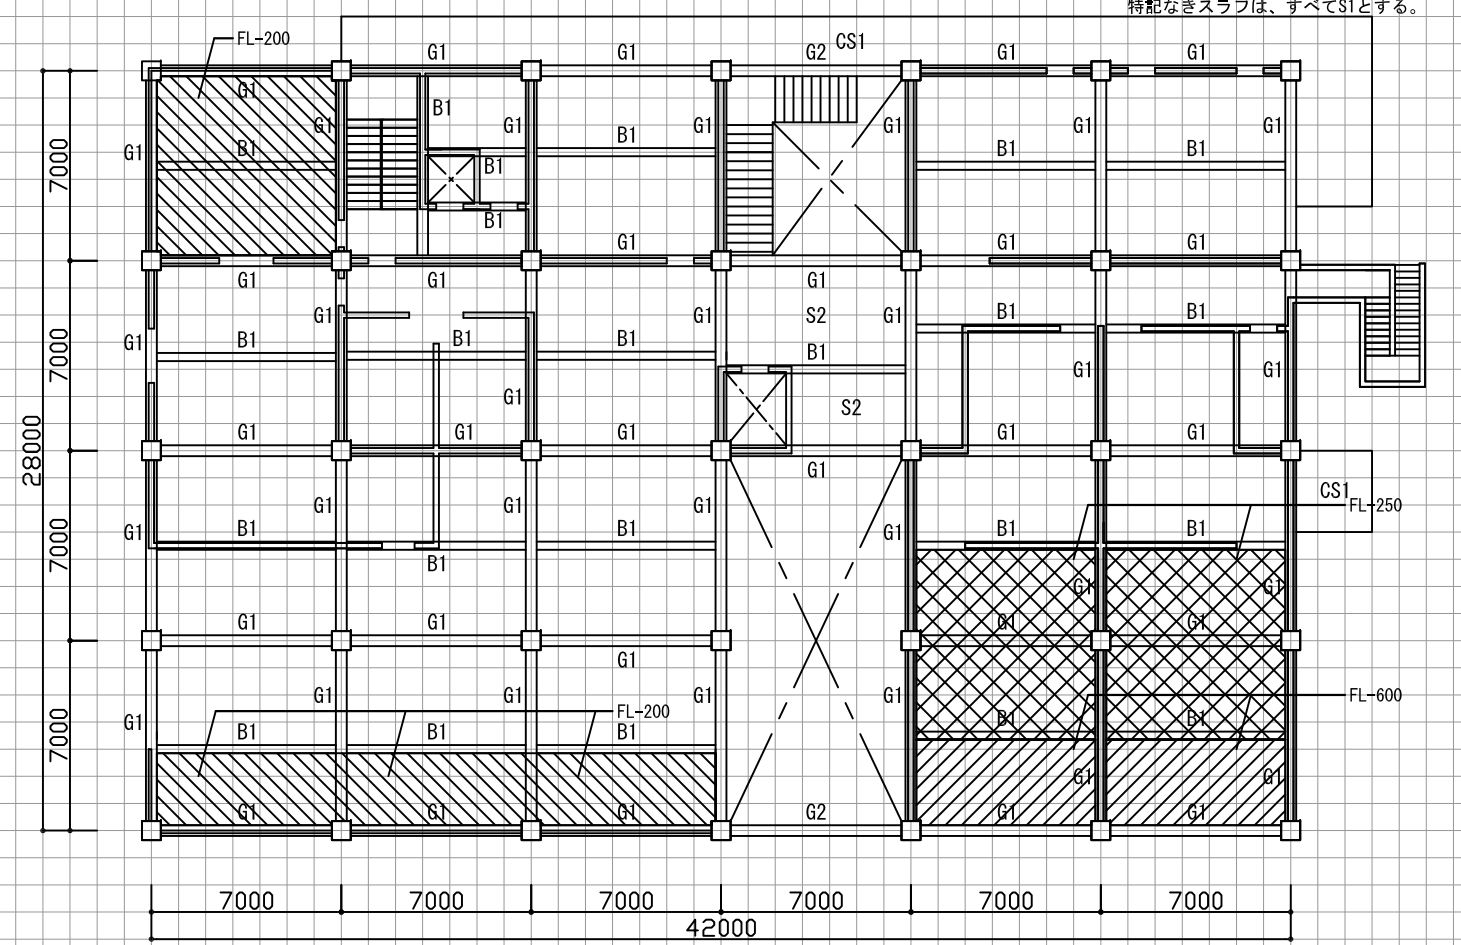 特記なきスラブは、すべてS1とする。
FL-200
CS1
G1 G1 G2 G1 G1
G1
B1
G1 G1 G1 G1 G1 G1
B1
G1 B1 B1 B1
B1
7000
B1
G1 G1 G1
G1 G1 G1
G1 S2 G1 B1 B1
G1 B1 B1 B1 B1
7000
G1 G1 G1
S2
G1 G1 G1 G1 G1
28000
G1
CS1
G1 G1 G1 FL-250
G1 B1 B1 G1 B1 B1
7000
B1
G1 G1
G1 G1 G1 G1
G1
G1 G1 G1 G1 FL-600
FL-200
G1 B1 B1 B1 B1 B1
7000
G1 G1
G1 G1 G1 G2 G1 G1
7000 7000 7000 7000 7000 7000
42000